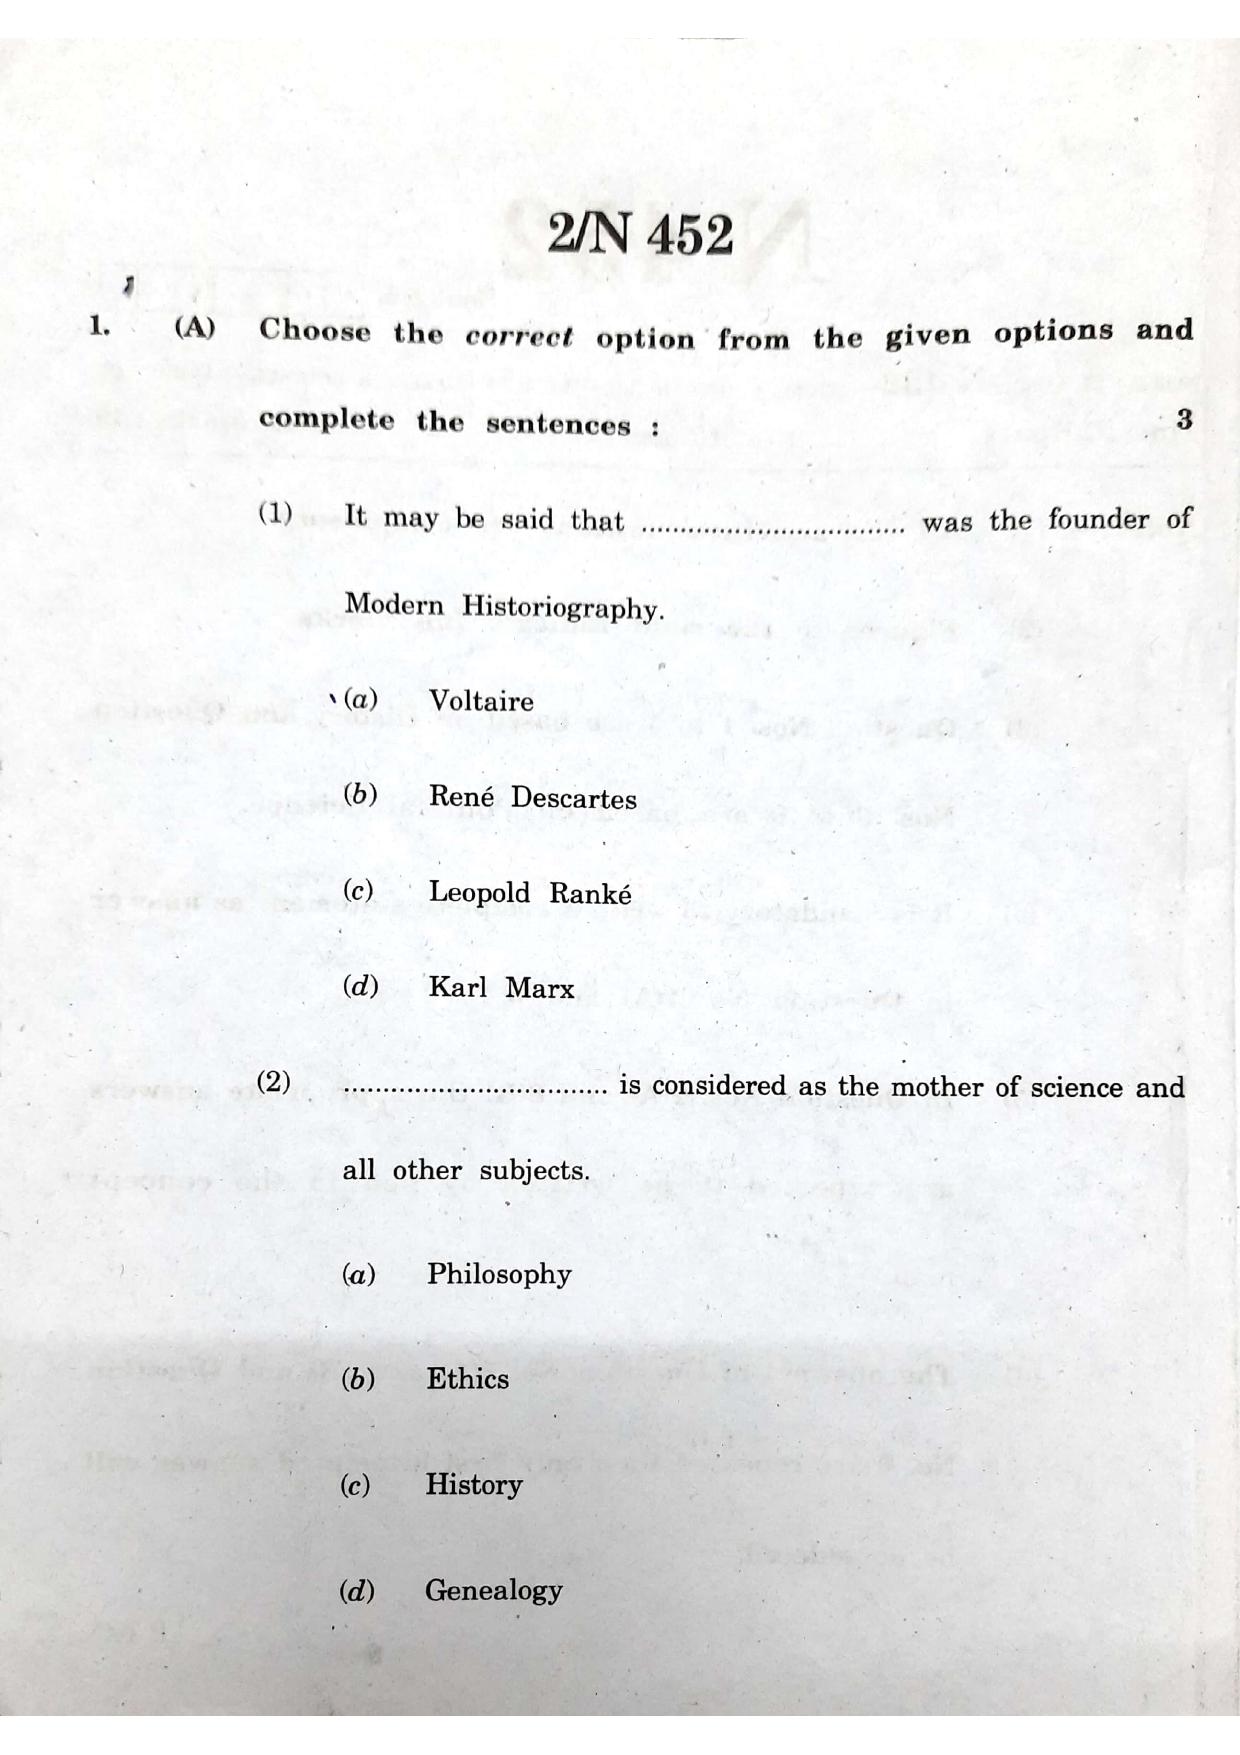 2/N 452
1. (A) Choose the correct option from the given options and
complete the sentences : 3
(1) It may be said that .................................. was the founder of
Modern Historiography.
(a) Voltaire
(b) René Descartes
(c) Leopold Ranké
(d) Karl Marx
(2) .................................. is considered as the mother of science and
all other subjects.
(a) Philosophy
(b) Ethics
(c) History
(d) Genealogy